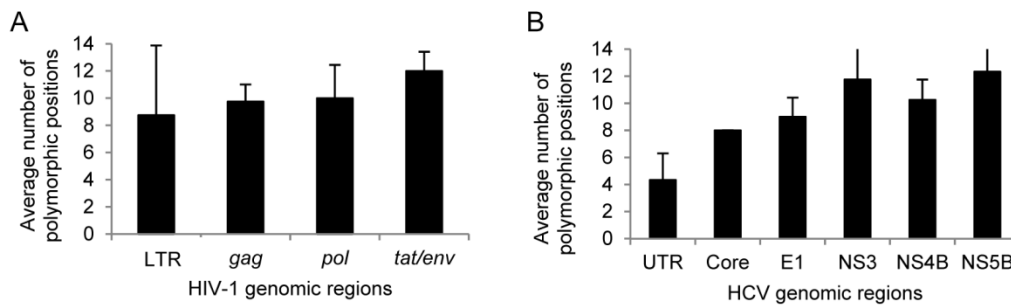 A
Average number of
polymorphic positions
14
12
10
8
6
4
2
0
LTR gag pol tat/env
HIV-1 genomic regions
B
Average number of
polymorphic positions
14
12
10
8
6
4
2
0
UTR Core E1 NS3 NS4B NS5B
HCV genomic regions